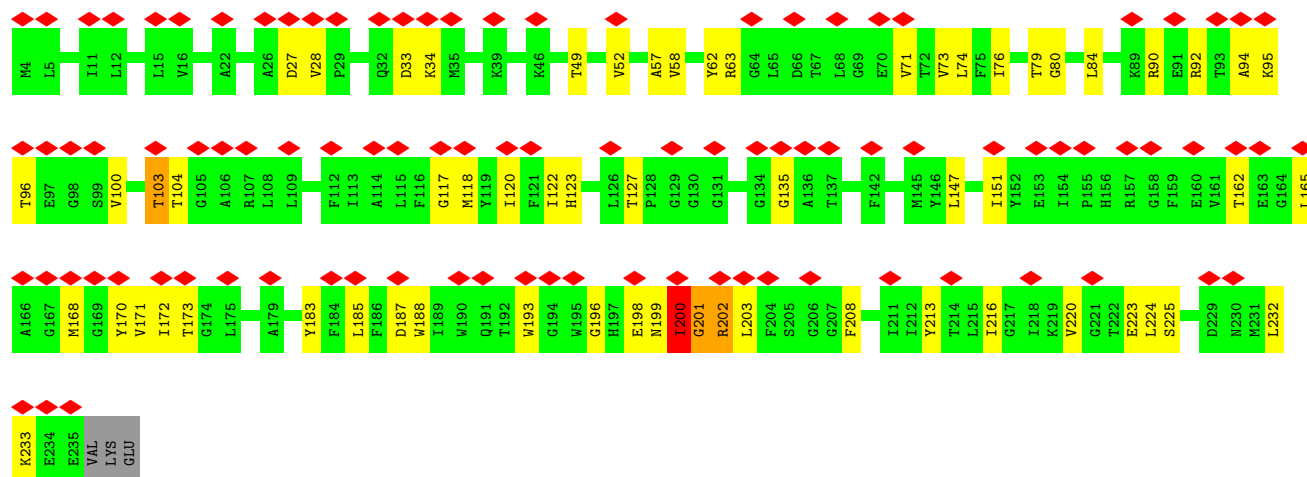 M4 L5 I11 L12 L15 V16 A22 A26 D27 V28 P29 Q32 D33 K34 M35 K39 K46 T49 V52 A57 V58 Y62 R63 G64 L65 D66 T67 L68 G69 E70 V71 T72 V73 L74 F75 I76 T79 G80 L84 K89 R90 E91 R92 T93 A94 K95
T96 E97 G98 S99 V100 T103 T104 G105 A106 R107 L108 L109 F112 I113 A114 L115 F116 G117 M118 Y119 I120 F121 I122 H123 L126 T127 P128 G129 G130 G131 G134 G135 A136 T137 F142 M145 Y146 L147 I151 Y152 E153 I154 P155 H156 R157 G158 F159 E160 V161 T162 E163 G164 L165
A166 G167 M168 G169 Y170 V171 I172 T173 G174 L175 A179 Y183 F184 L185 F186 D187 W188 I189 W190 Q191 T192 W193 G194 W195 G196 H197 E198 N199 I200 G201 R202 L203 F204 S205 G206 G207 F208 I211 I212 Y213 T214 L215 I216 G217 I218 K219 V220 G221 T222 E223 L224 S225 D229 N230 M231 L232
K233 E234 E235 VAL LYS GLU